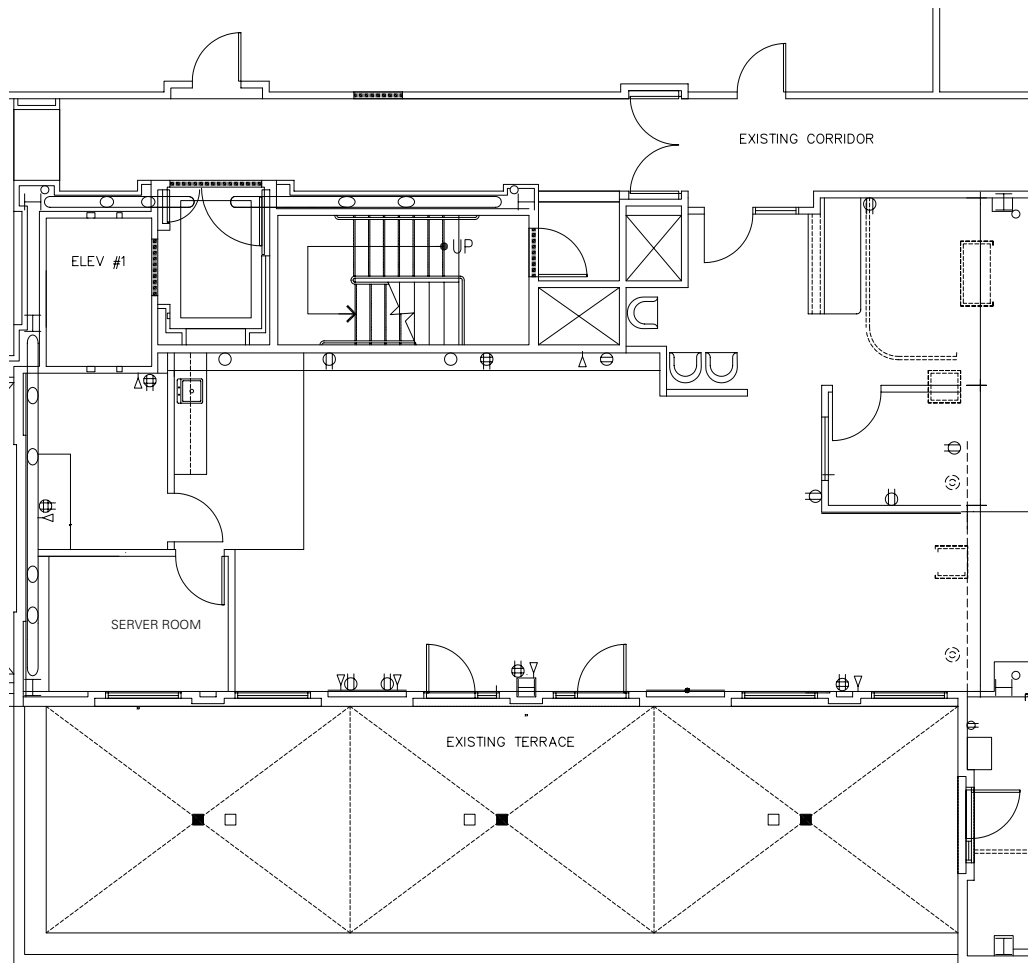 EXISTING CORRIDOR
UP
ELEV #1
SERVER ROOM
EXISTING TERRACE